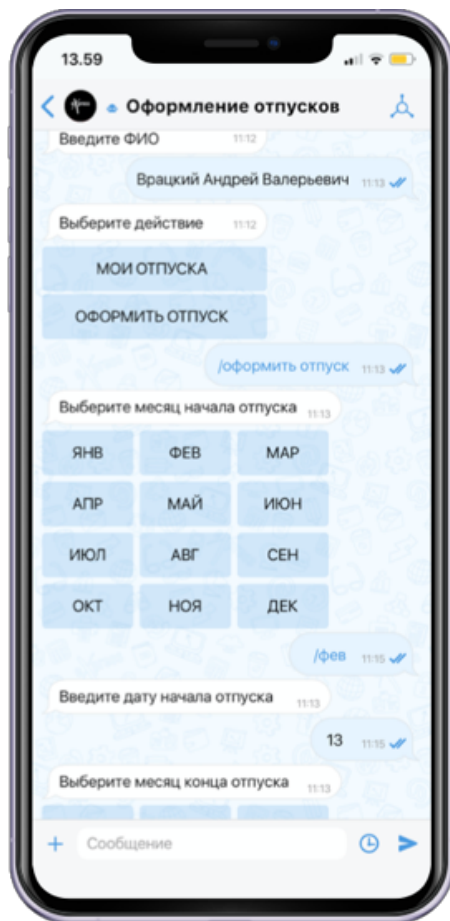 13.59
Оформление отпусков
Введите ФИО 11:12
Врацкий Андрей Валерьевич 11:13
Выберите действие 11:12
МОИ ОТПУСКА
ОФОРМИТЬ ОТПУСК
/оформить отпуск 11:13
Выберите месяц начала отпуска 11:13
ЯНВ ФЕВ МАР
АПР МАЙ ИЮН
ИЮЛ АВГ СЕН
ОКТ НОЯ ДЕК
/фев 11:15
Введите дату начала отпуска 11:13
13 11:15
Выберите месяц конца отпуска 11:13
Сообщение